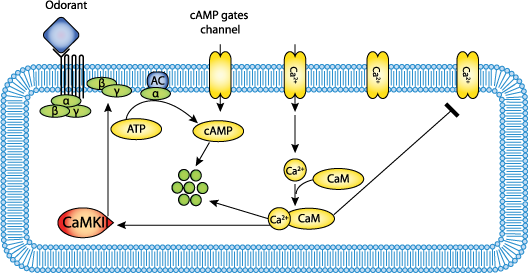 Odorant
cAMP gates
channel
β
γ
AC
α
Ca²⁺
Ca²⁺
Ca²⁺
α
β
γ
ATP
cAMP
Ca²⁺
CaM
CaMKII
Ca²⁺
CaM